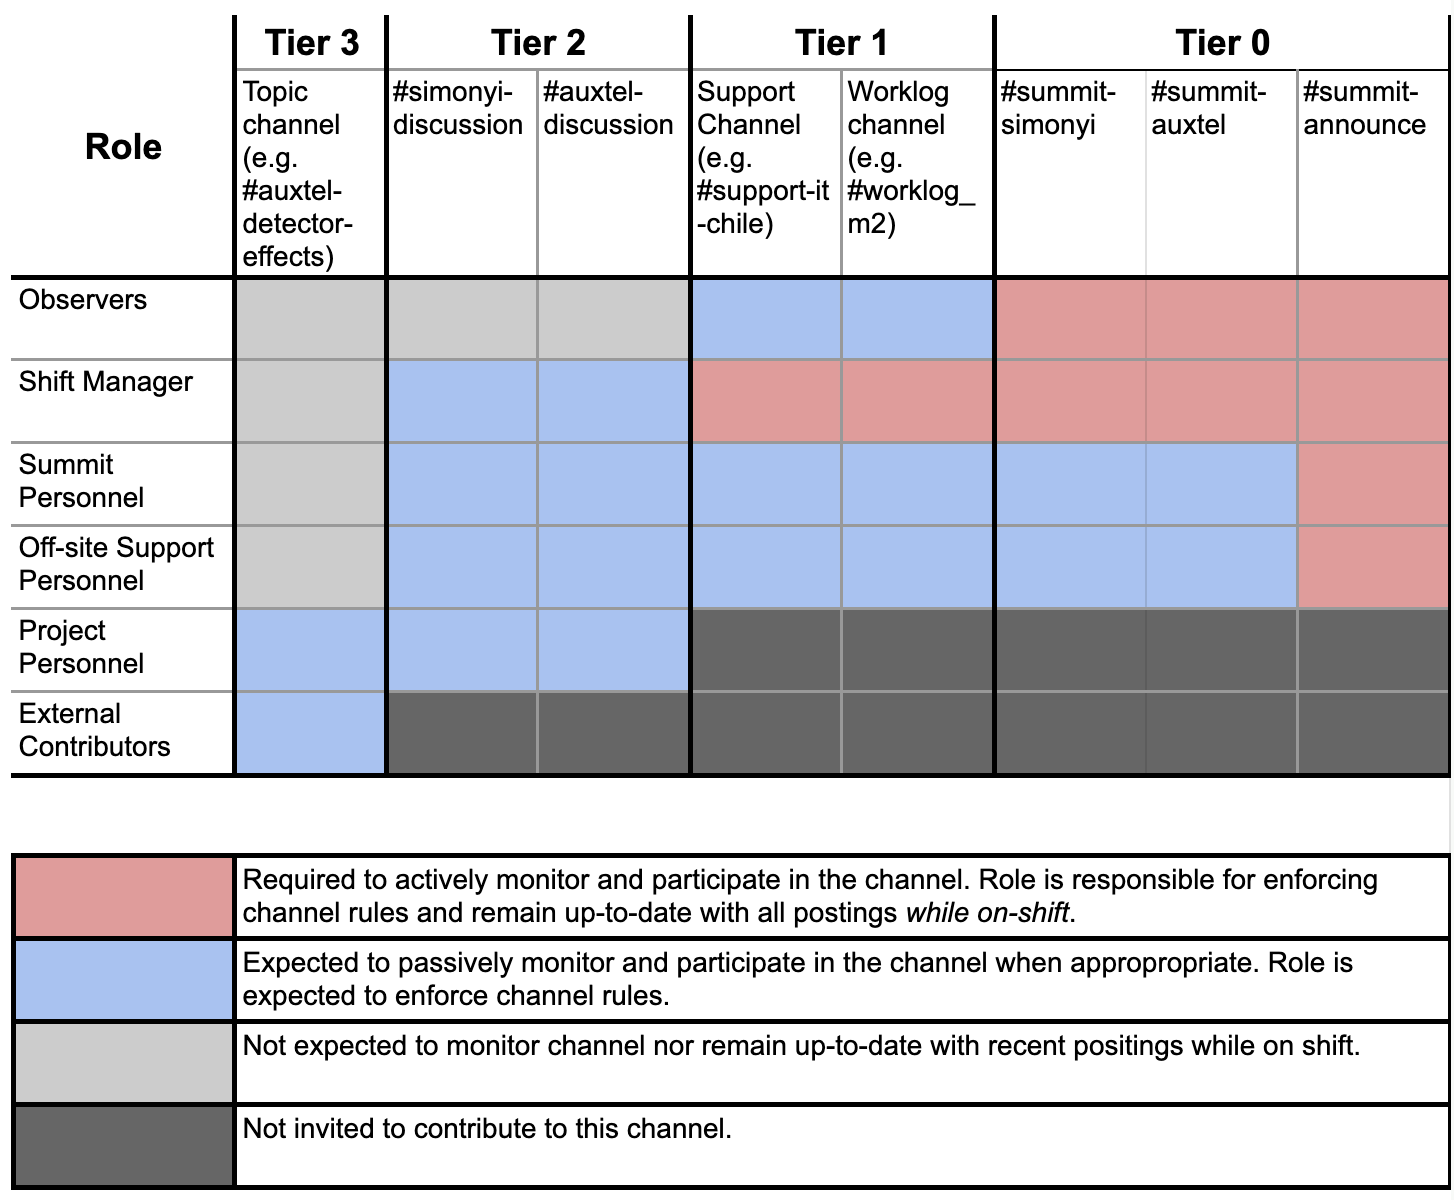 Tier 3 Tier 2 Tier 1 Tier 0
Role
Topic
channel
(e.g.
#auxtel-
detector-
effects)
#simonyi-
discussion
#auxtel-
discussion
Support
Channel
(e.g.
#support-it
-chile)
Worklog
channel
(e.g.
#worklog_
m2)
#summit-
simonyi
#summit-
auxtel
#summit-
announce
Observers
Shift Manager
Summit
Personnel
Off-site Support
Personnel
Project
Personnel
External
Contributors
Required to actively monitor and participate in the channel. Role is responsible for enforcing
channel rules and remain up-to-date with all postings while on-shift.
Expected to passively monitor and participate in the channel when appropropriate. Role is
expected to enforce channel rules.
Not expected to monitor channel nor remain up-to-date with recent positings while on shift.
Not invited to contribute to this channel.